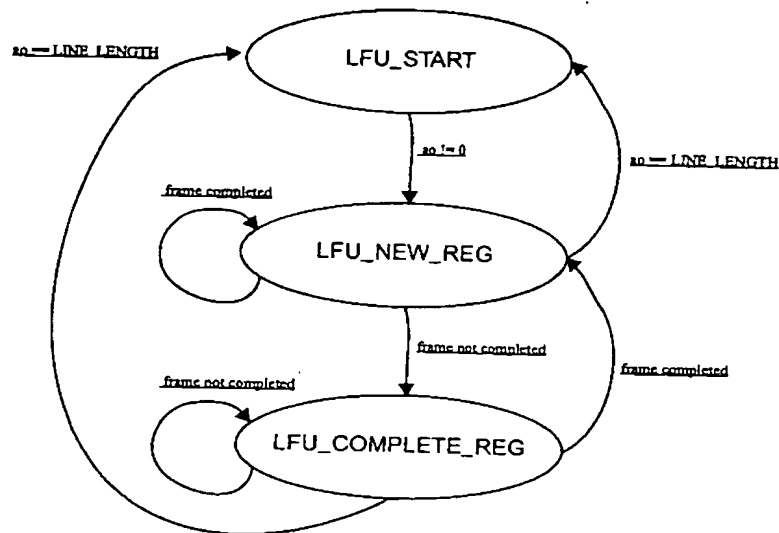 ao == LINE_LENGTH
LFU_START
ao != 0
ao == LINE_LENGTH
frame completed
LFU_NEW_REG
frame not completed
frame completed
frame not completed
LFU_COMPLETE_REG